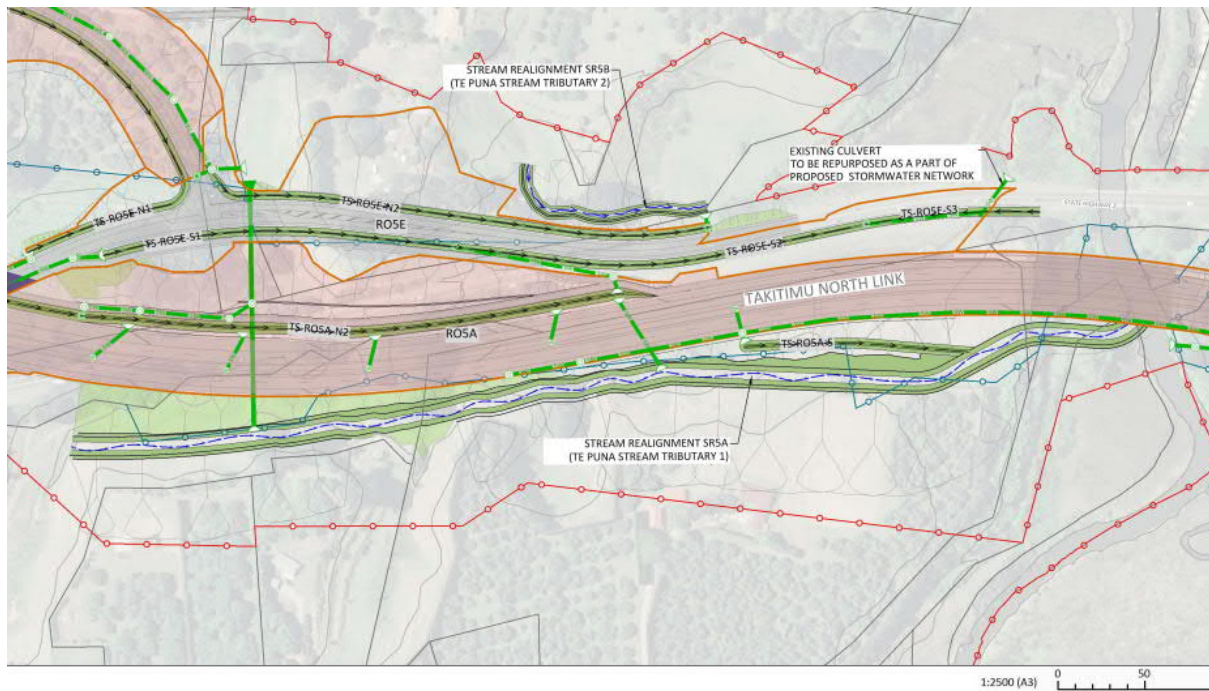 STREAM REALIGNMENT SR5B
(TE PUNA STREAM TRIBUTARY 2)
EXISTING CULVERT
TO BE REPURPOSED AS A PART OF
PROPOSED STORMWATER NETWORK
STATE HIGHWAY 2
TS-RO5E-N1
TS-RO5E-N2
TS-RO5E-S3
RO5E
TS-RO5E-S1
TS-RO5E-S2
TAKITIMU NORTH LINK
TS-RO5A-N2
RO5A
TS-RO5A-S
STREAM REALIGNMENT SR5A
(TE PUNA STREAM TRIBUTARY 1)
1:2500 (A3)
0
50